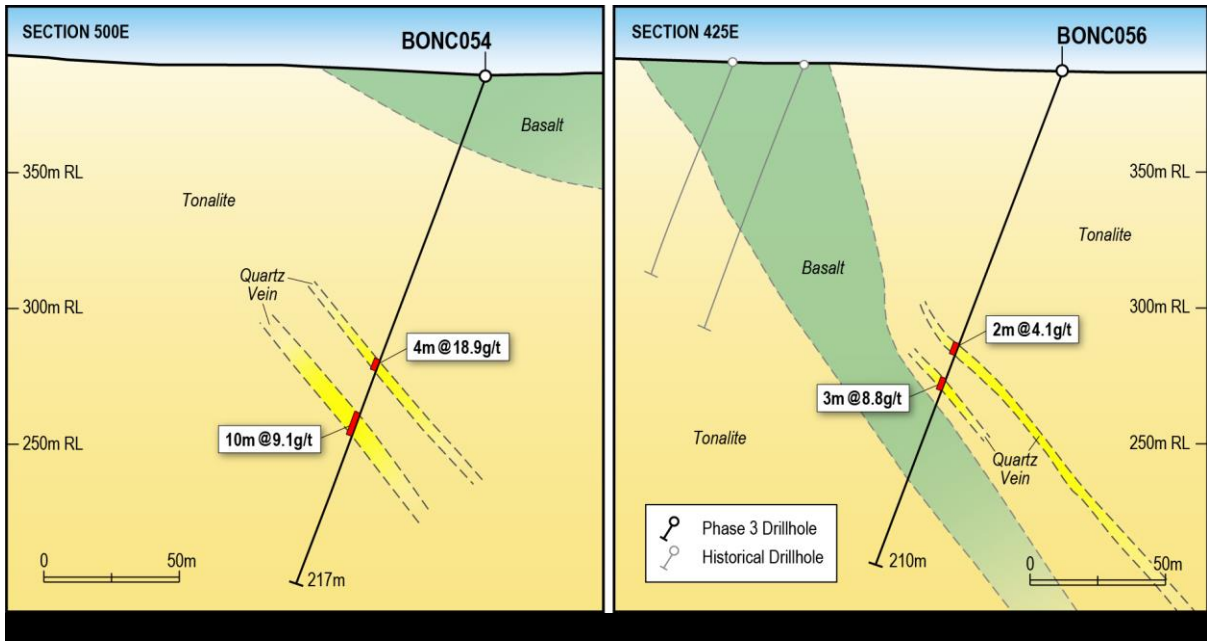 SECTION 500E
BONC054
Basalt
350m RL
Tonalite
Quartz
Vein
300m RL
4m @18.9g/t
10m @9.1g/t
250m RL
0
50m
217m
SECTION 425E
BONC056
350m RL
Tonalite
Basalt
300m RL
2m @4.1g/t
3m @8.8g/t
Tonalite
250m RL
Quartz
Vein
Phase 3 Drillhole
Historical Drillhole
210m
0
50m